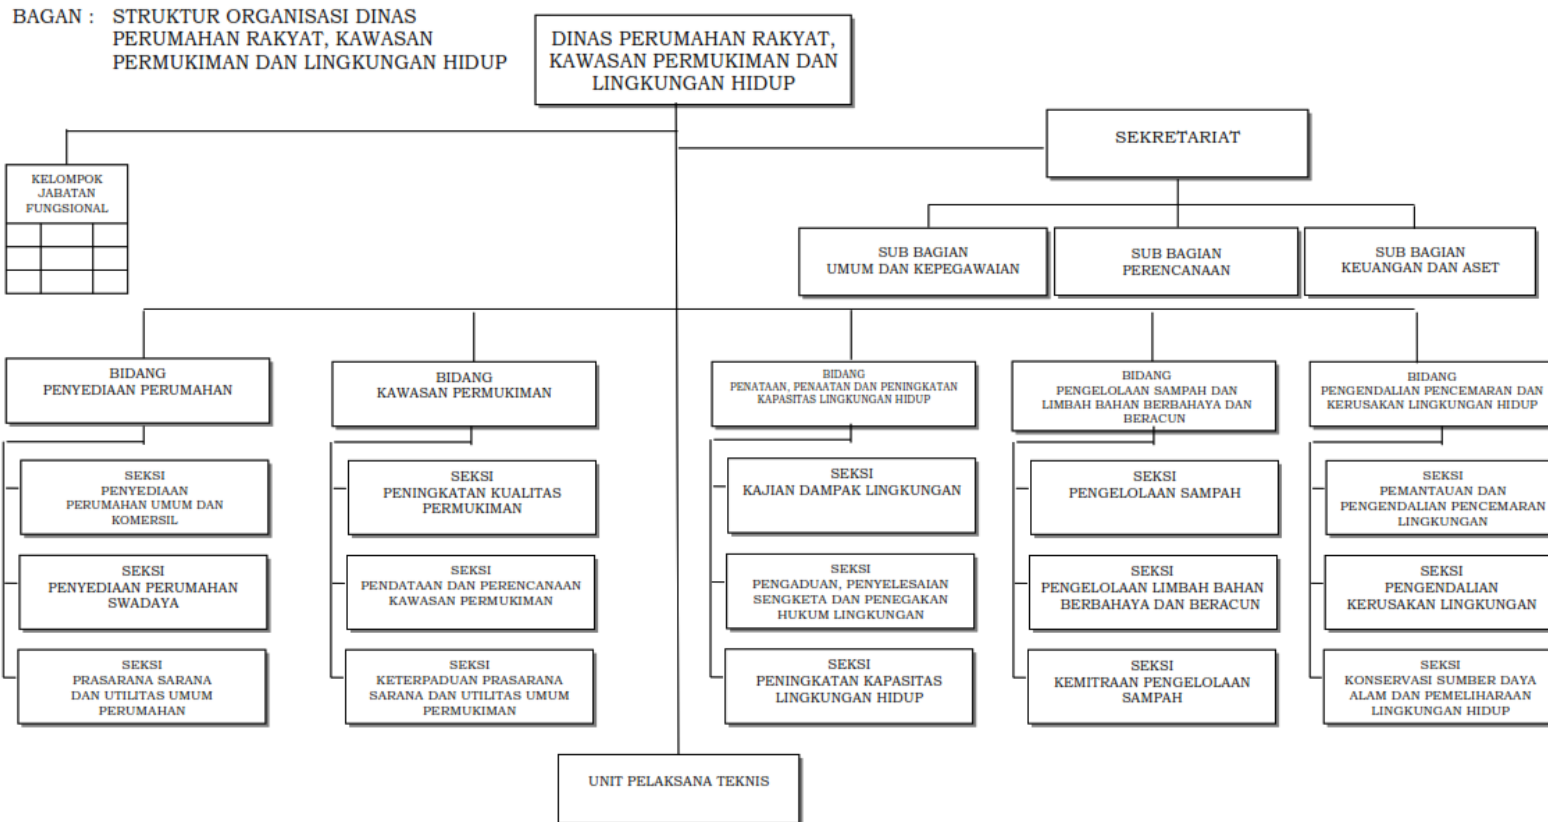 BAGAN : STRUKTUR ORGANISASI DINAS
PERUMAHAN RAKYAT, KAWASAN
PERMUKIMAN DAN LINGKUNGAN HIDUP
DINAS PERUMAHAN RAKYAT,
KAWASAN PERMUKIMAN DAN
LINGKUNGAN HIDUP
SEKRETARIAT
KELOMPOK
JABATAN
FUNGSIONAL
SUB BAGIAN
UMUM DAN KEPEGAWAIAN
SUB BAGIAN
PERENCANAAN
SUB BAGIAN
KEUANGAN DAN ASET
BIDANG
PENYEDIAAN PERUMAHAN
BIDANG
KAWASAN PERMUKIMAN
BIDANG
PENATAAN, PENAATAN DAN PENINGKATAN
KAPASITAS LINGKUNGAN HIDUP
BIDANG
PENGELOLAAN SAMPAH DAN
LIMBAH BAHAN BERBAHAYA DAN
BERACUN
BIDANG
PENGENDALIAN PENCEMARAN DAN
KERUSAKAN LINGKUNGAN HIDUP
SEKSI
PENYEDIAAN
PERUMAHAN UMUM DAN
KOMERSIL
SEKSI
PENINGKATAN KUALITAS
PERMUKIMAN
SEKSI
KAJIAN DAMPAK LINGKUNGAN
SEKSI
PENGELOLAAN SAMPAH
SEKSI
PEMANTAUAN DAN
PENGENDALIAN PENCEMARAN
LINGKUNGAN
SEKSI
PENYEDIAAN PERUMAHAN
SWADAYA
SEKSI
PENDATAAN DAN PERENCANAAN
KAWASAN PERMUKIMAN
SEKSI
PENGADUAN, PENYELESAIAN
SENGKETA DAN PENEGAKAN
HUKUM LINGKUNGAN
SEKSI
PENGELOLAAN LIMBAH BAHAN
BERBAHAYA DAN BERACUN
SEKSI
PENGENDALIAN
KERUSAKAN LINGKUNGAN
SEKSI
PRASARANA SARANA
DAN UTILITAS UMUM
PERUMAHAN
SEKSI
KETERPADUAN PRASARANA
SARANA DAN UTILITAS UMUM
PERMUKIMAN
SEKSI
PENINGKATAN KAPASITAS
LINGKUNGAN HIDUP
SEKSI
KEMITRAAN PENGELOLAAN
SAMPAH
SEKSI
KONSERVASI SUMBER DAYA
ALAM DAN PEMELIHARAAN
LINGKUNGAN HIDUP
UNIT PELAKSANA TEKNIS